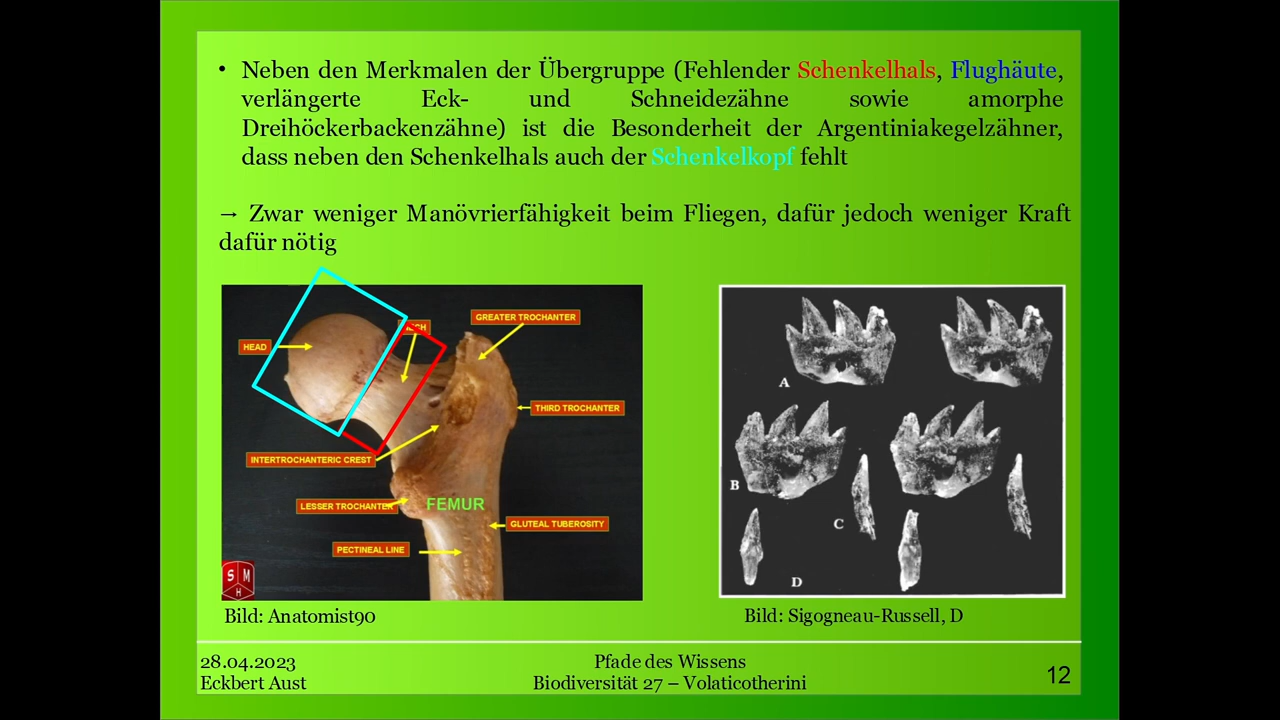 • Neben den Merkmalen der Übergruppe (Fehlender Schenkelhals, Flughäute,
verlängerte Eck- und Schneidezähne sowie amorphe
Dreihöckerbackenzähne) ist die Besonderheit der Argentiniakegelzähner,
dass neben den Schenkelhals auch der Schenkelkopf fehlt
→ Zwar weniger Manövrierfähigkeit beim Fliegen, dafür jedoch weniger Kraft
dafür nötig
GREATER TROCHANTER
HEAD
THIRD TROCHANTER
INTERTROCHANTERIC CREST
LESSER TROCHANTER
FEMUR
GLUTEAL TUBEROSITY
PECTINEAL LINE
S M
H
A
B
C
D
Bild: Anatomist90
Bild: Sigogneau-Russell, D
28.04.2023
Eckbert Aust
Pfade des Wissens
Biodiversität 27 – Volaticotherini
12